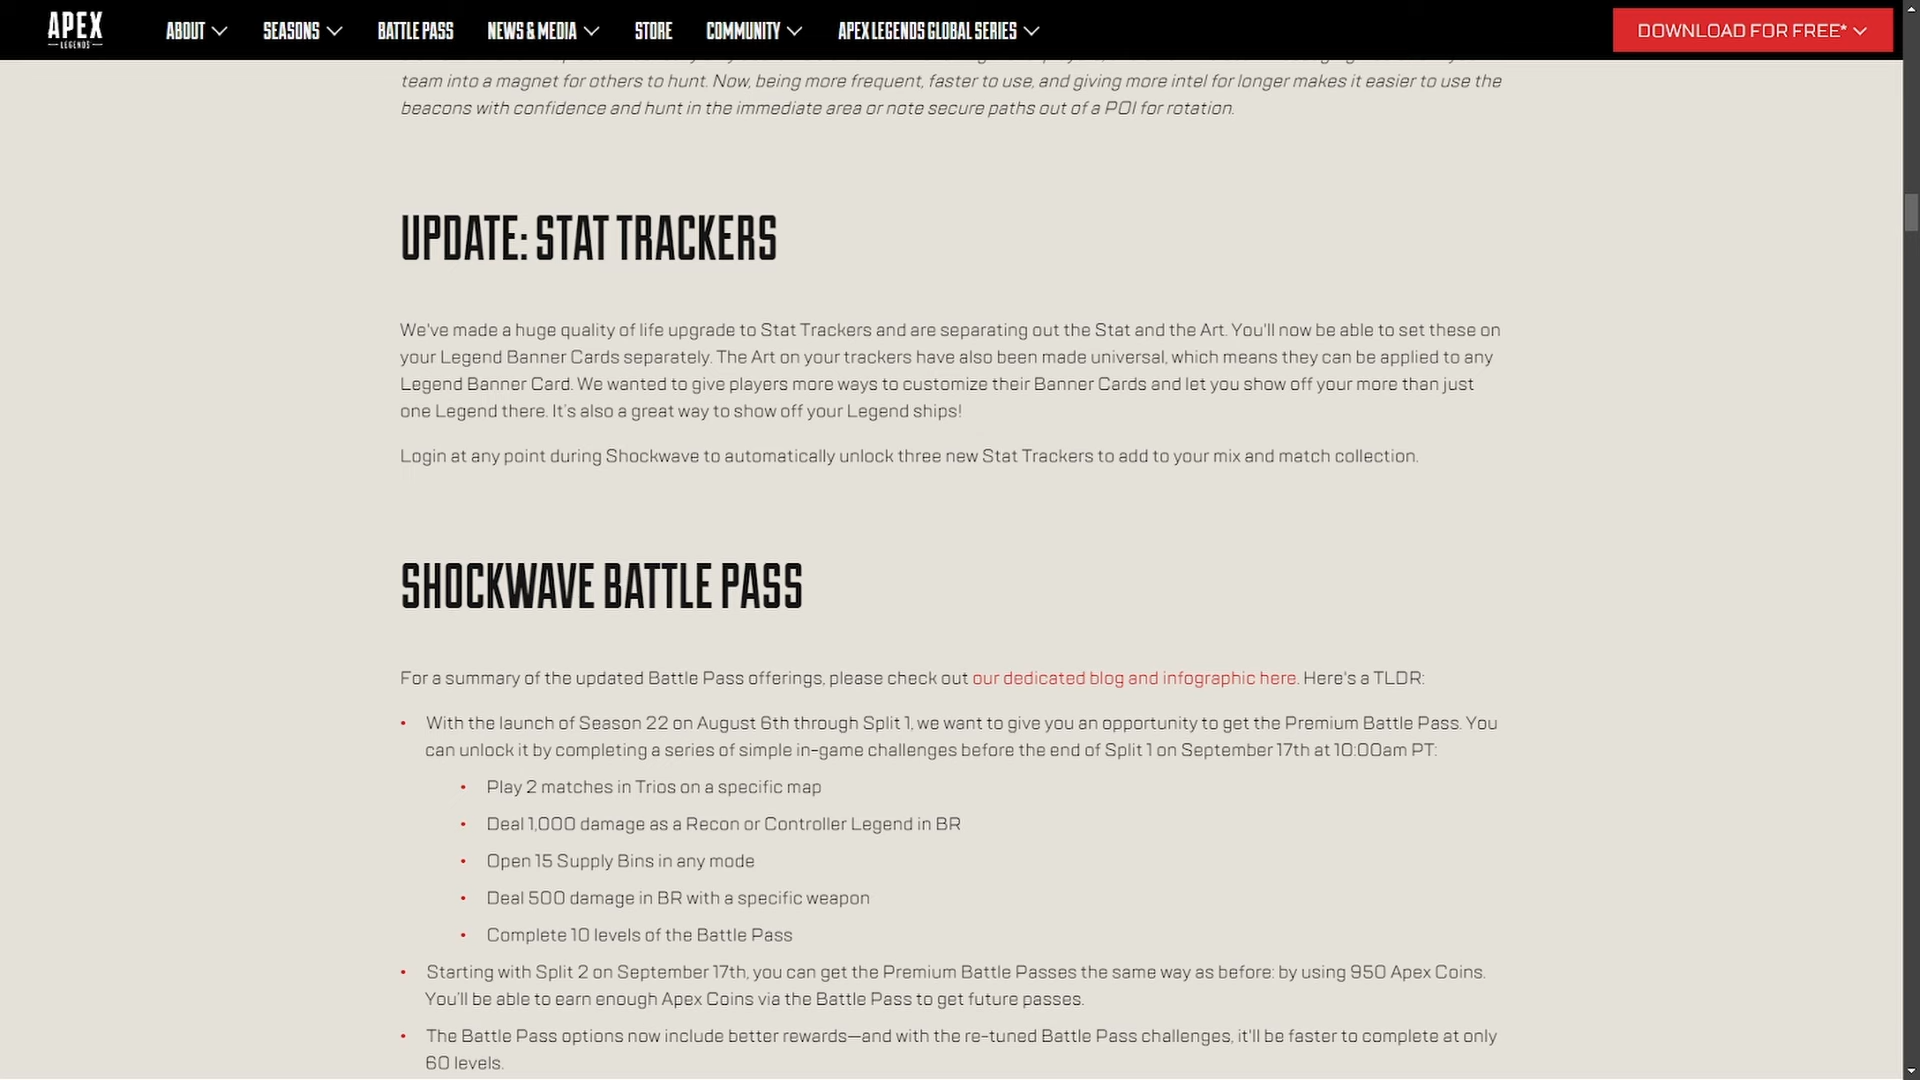 APEX
LEGENDS
ABOUT
SEASONS
BATTLE PASS
NEWS & MEDIA
STORE
COMMUNITY
APEX LEGENDS GLOBAL SERIES
DOWNLOAD FOR FREE*
team into a magnet for others to hunt. Now, being more frequent, faster to use, and giving more intel for longer makes it easier to use the
beacons with confidence and hunt in the immediate area or note secure paths out of a POI for rotation.
UPDATE: STAT TRACKERS
We've made a huge quality of life upgrade to Stat Trackers and are separating out the Stat and the Art. You'll now be able to set these on
your Legend Banner Cards separately. The Art on your trackers have also been made universal, which means they can be applied to any
Legend Banner Card. We wanted to give players more ways to customize their Banner Cards and let you show off your more than just
one Legend there. It's also a great way to show off your Legend ships!
Login at any point during Shockwave to automatically unlock three new Stat Trackers to add to your mix and match collection.
SHOCKWAVE BATTLE PASS
For a summary of the updated Battle Pass offerings, please check out our dedicated blog and infographic here. Here's a TLDR:
• With the launch of Season 22 on August 6th through Split 1, we want to give you an opportunity to get the Premium Battle Pass. You
can unlock it by completing a series of simple in-game challenges before the end of Split 1 on September 17th at 10:00am PT:
• Play 2 matches in Trios on a specific map
• Deal 1,000 damage as a Recon or Controller Legend in BR
• Open 15 Supply Bins in any mode
• Deal 500 damage in BR with a specific weapon
• Complete 10 levels of the Battle Pass
• Starting with Split 2 on September 17th, you can get the Premium Battle Passes the same way as before: by using 950 Apex Coins.
You'll be able to earn enough Apex Coins via the Battle Pass to get future passes.
• The Battle Pass options now include better rewards—and with the re-tuned Battle Pass challenges, it'll be faster to complete at only
60 levels.